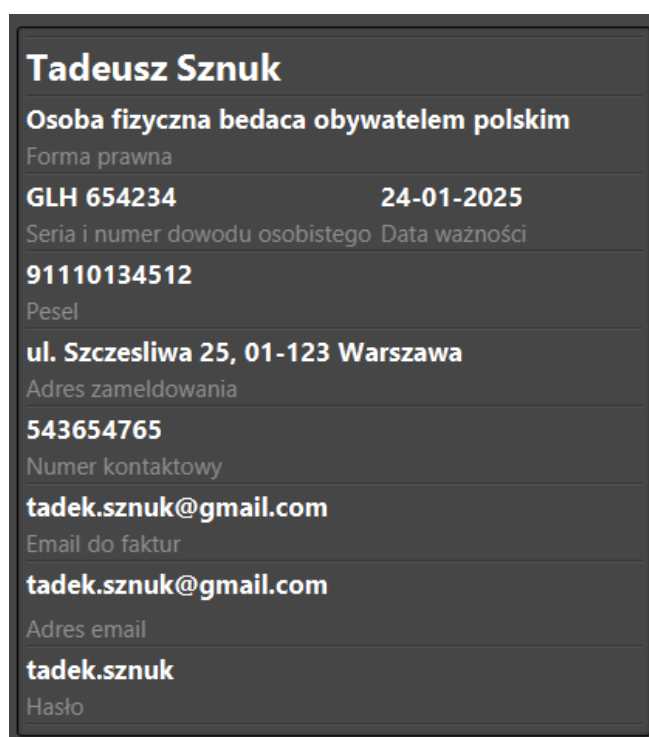 Tadeusz Sznuk
Osoba fizyczna bedaca obywatelem polskim
Forma prawna
GLH 654234 24-01-2025
Seria i numer dowodu osobistego Data ważności
91110134512
Pesel
ul. Szczesliwa 25, 01-123 Warszawa
Adres zameldowania
543654765
Numer kontaktowy
tadek.sznuk@gmail.com
Email do faktur
tadek.sznuk@gmail.com
Adres email
tadek.sznuk
Hasło